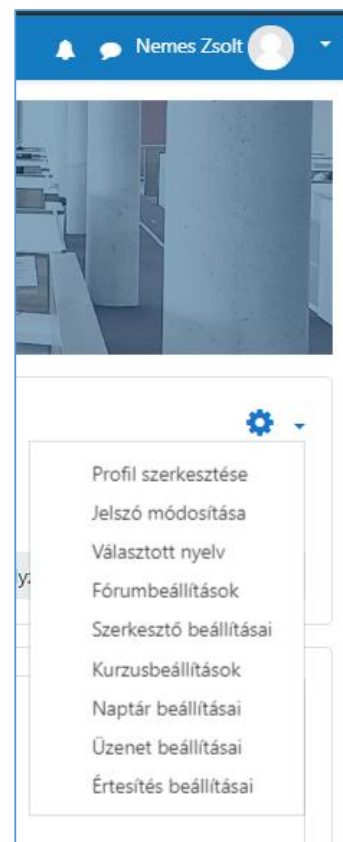 Nemes Zsolt
Profil szerkesztése
Jelszó módosítása
Választott nyelv
Fórumbeállítások
Szerkesztő beállításai
Kurzusbeállítások
Naptár beállításai
Üzenet beállításai
Értesítés beállításai